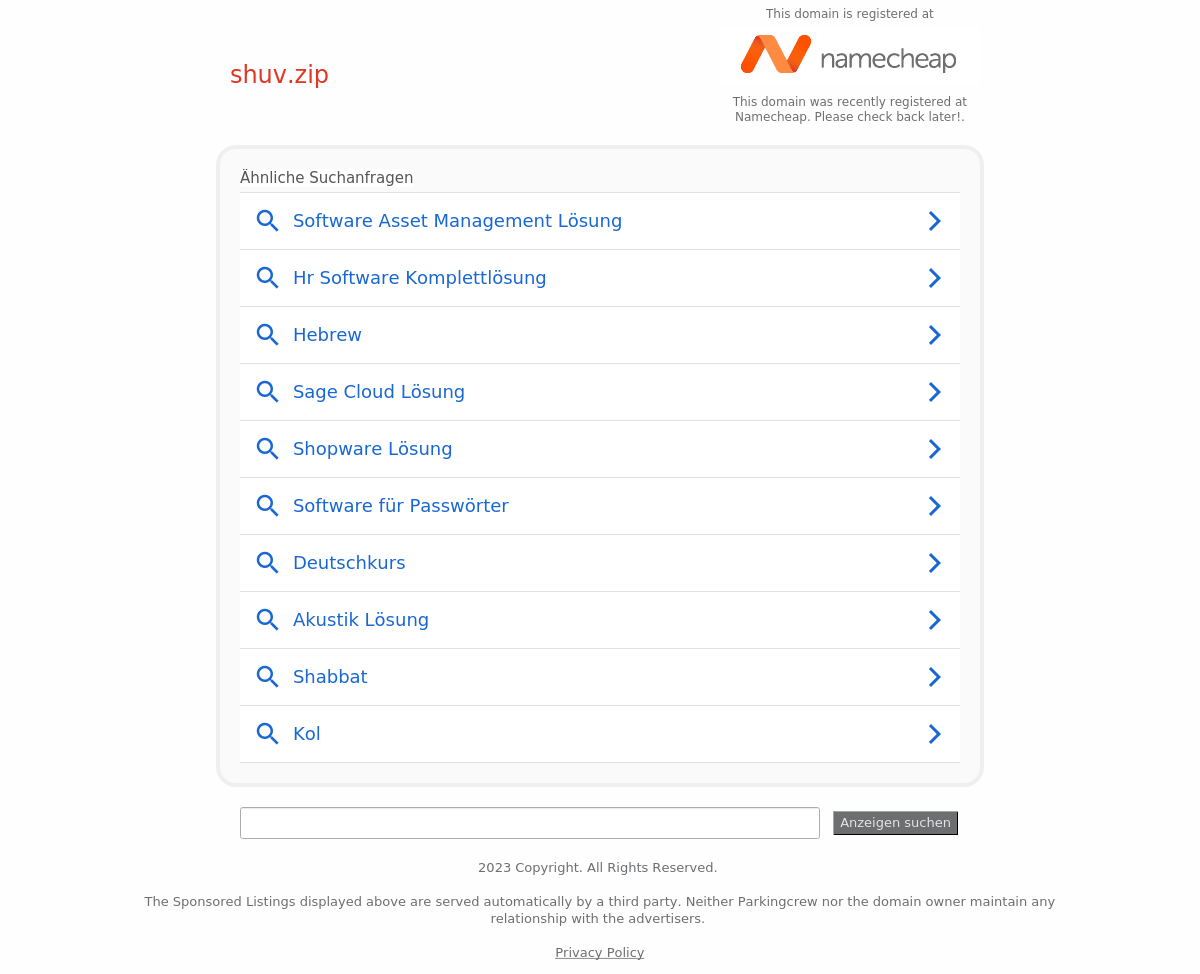 This domain is registered at
namecheap
shuv.zip
This domain was recently registered at
Namecheap. Please check back later!.
Ähnliche Suchanfragen
Software Asset Management Lösung
Hr Software Komplettlösung
Hebrew
Sage Cloud Lösung
Shopware Lösung
Software für Passwörter
Deutschkurs
Akustik Lösung
Shabbat
Kol
Anzeigen suchen
2023 Copyright. All Rights Reserved.
The Sponsored Listings displayed above are served automatically by a third party. Neither Parkingcrew nor the domain owner maintain any
relationship with the advertisers.
Privacy Policy